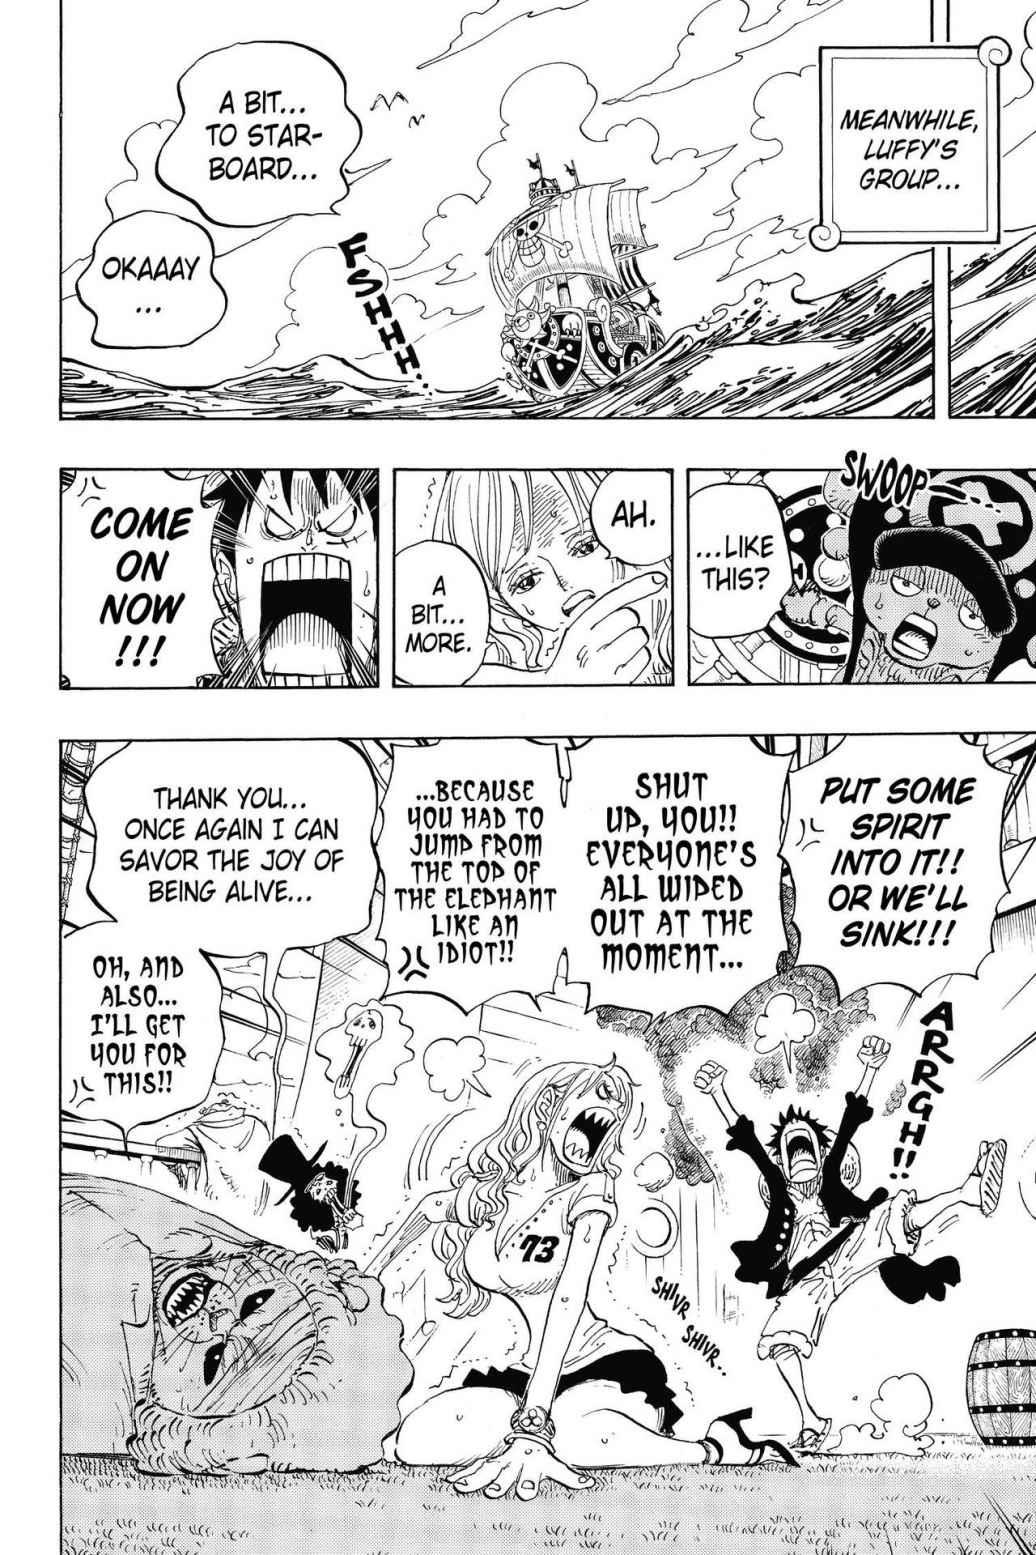 MEANWHILE,
LUFFY'S
GROUP...
A BIT...
TO STAR-
BOARD...
OKAAAY
...
FSHHH...
SWOOP
...LIKE
THIS?
AH.
A
BIT...
MORE.
COME
ON
NOW
!!!
PUT SOME
SPIRIT
INTO IT!!
OR WE'LL
SINK!!!
SHUT
UP, YOU!!
EVERYONE'S
ALL WIPED
OUT AT THE
MOMENT...
...BECAUSE
YOU HAD TO
JUMP FROM
THE TOP OF
THE ELEPHANT
LIKE AN
IDIOT!!
THANK YOU...
ONCE AGAIN I CAN
SAVOR THE JOY OF
BEING ALIVE...
OH, AND
ALSO...
I'LL GET
YOU FOR
THIS!!
ARRGH!!
73
SHIVR
SHIVR...